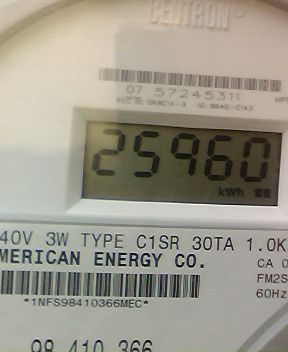 CENTRON®
07 57245311
25960
kWh
40V 3W TYPE C1SR 30TA 1.0K
MERICAN ENERGY CO.
CA 0
FM2S
*1NFS98410366MEC*
60Hz
98 410 366